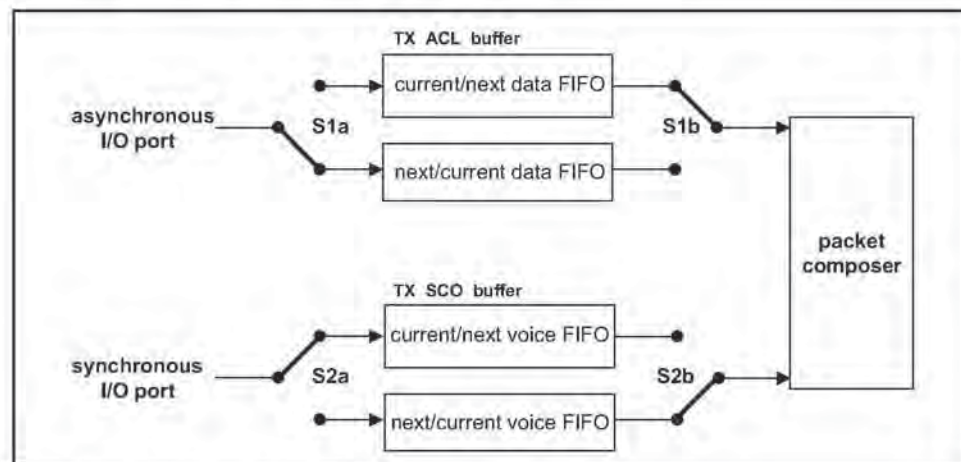 TX ACL buffer
current/next data FIFO
asynchronous
I/O port
S1a
S1b
next/current data FIFO
packet
composer
TX SCO buffer
current/next voice FIFO
synchronous
I/O port
S2a
S2b
next/current voice FIFO